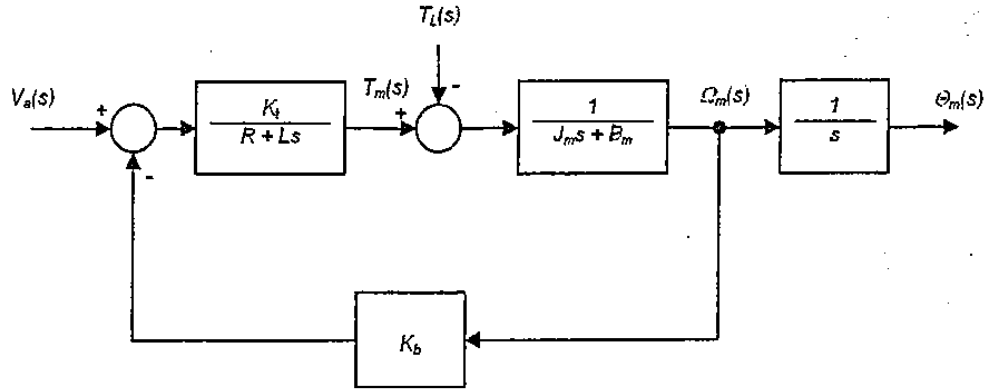 T_L(s)
V_a(s)
+
-
K_t
R + Ls
T_m(s)
+
-
1
J_m s + B_m
Ω_m(s)
1
s
Θ_m(s)
K_b